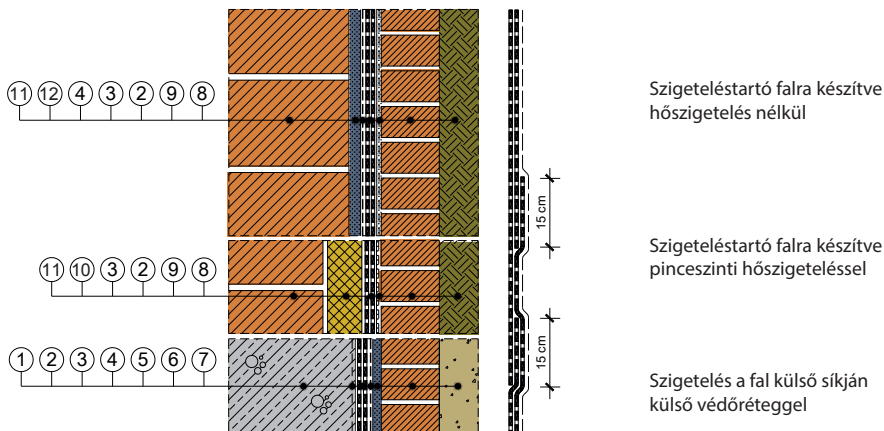 11 12 4 3 2 9 8
Szigeteléstartó falra készítve
hőszigetelés nélkül
15 cm
11 10 3 2 9 8
Szigeteléstartó falra készítve
pinceszinti hőszigeteléssel
15 cm
1 2 3 4 5 6 7
Szigetelés a fal külső síkján
külső védőréteggel